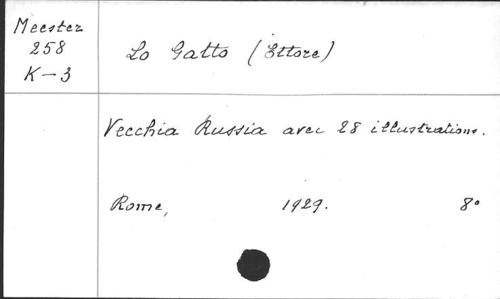 Meester
258
K-3
Lo Gatto (Ettore)
Vecchia Russia avec 28 illustrations.
Rome, 1929. 8°